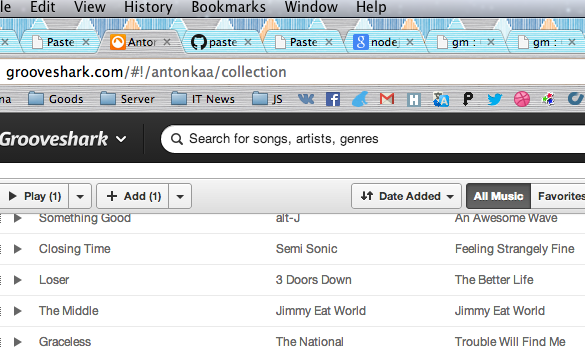 le Edit View History Bookmarks Window Help
Paste Anton paste Paste node gm : gm :
grooveshark.com/#!/antonkaa/collection
na Goods Server IT News JS
Grooveshark Search for songs, artists, genres
Play (1) Add (1) Date Added All Music Favorites
Something Good alt-J An Awesome Wave
Closing Time Semi Sonic Feeling Strangely Fine
Loser 3 Doors Down The Better Life
The Middle Jimmy Eat World Jimmy Eat World
Graceless The National Trouble Will Find Me